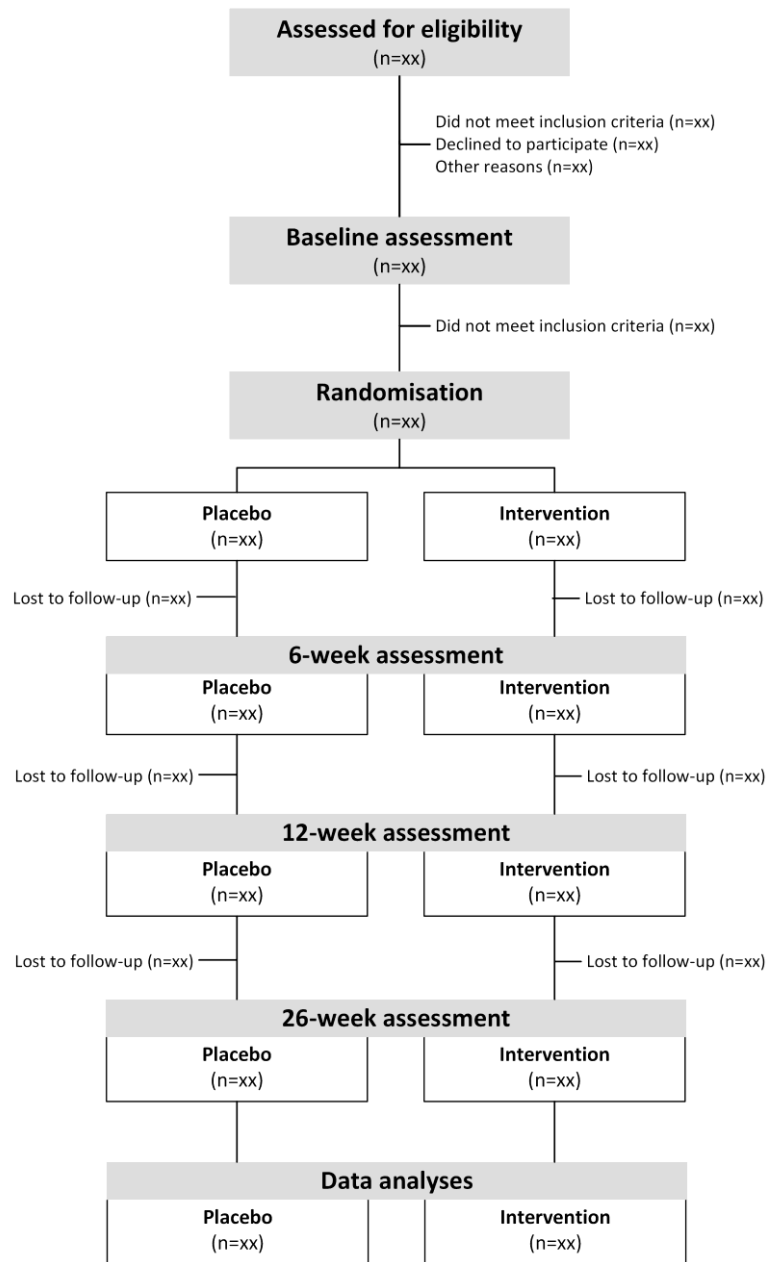 Assessed for eligibility
(n=xx)
Did not meet inclusion criteria (n=xx)
Declined to participate (n=xx)
Other reasons (n=xx)
Baseline assessment
(n=xx)
Did not meet inclusion criteria (n=xx)
Randomisation
(n=xx)
Placebo
(n=xx)
Intervention
(n=xx)
Lost to follow-up (n=xx)
Lost to follow-up (n=xx)
6-week assessment
Placebo
(n=xx)
Intervention
(n=xx)
Lost to follow-up (n=xx)
Lost to follow-up (n=xx)
12-week assessment
Placebo
(n=xx)
Intervention
(n=xx)
Lost to follow-up (n=xx)
Lost to follow-up (n=xx)
26-week assessment
Placebo
(n=xx)
Intervention
(n=xx)
Data analyses
Placebo
(n=xx)
Intervention
(n=xx)